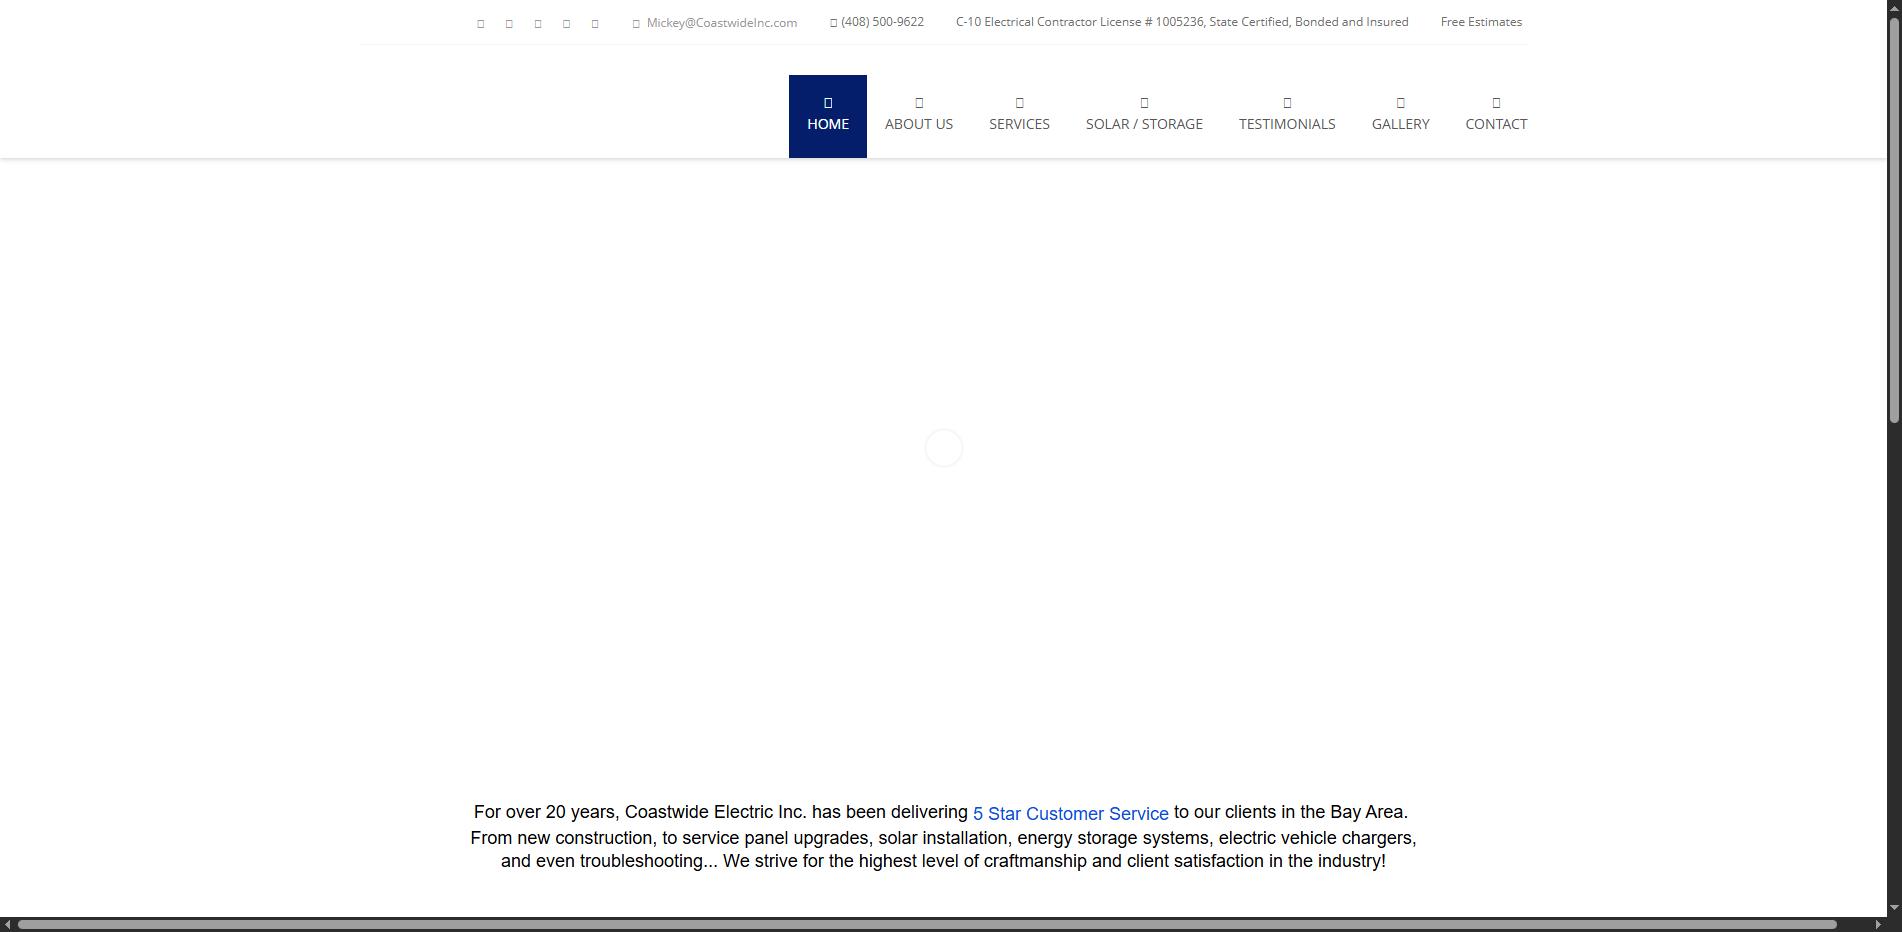 Mickey@CoastwideInc.com (408) 500-9622 C-10 Electrical Contractor License # 1005236, State Certified, Bonded and Insured Free Estimates
HOME ABOUT US SERVICES SOLAR / STORAGE TESTIMONIALS GALLERY CONTACT
For over 20 years, Coastwide Electric Inc. has been delivering 5 Star Customer Service to our clients in the Bay Area.
From new construction, to service panel upgrades, solar installation, energy storage systems, electric vehicle chargers,
and even troubleshooting... We strive for the highest level of craftmanship and client satisfaction in the industry!